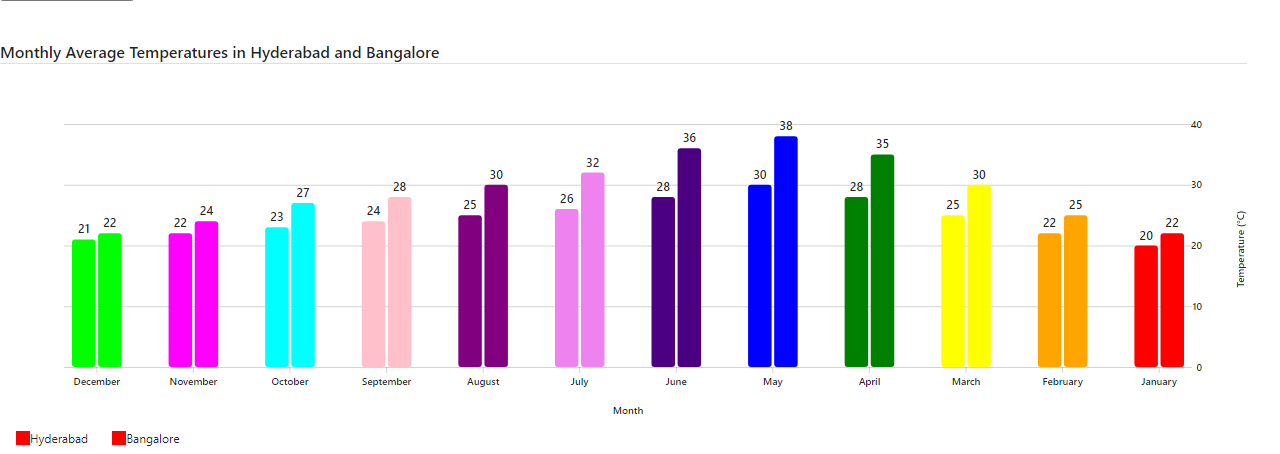 Monthly Average Temperatures in Hyderabad and Bangalore
40
30
20
10
0
Temperature (°C)
21 22 22 24 23 27 24 28 25 30 26 32 28 36 30 38 28 35 25 30 22 25 20 22
December November October September August July June May April March February January
Month
Hyderabad Bangalore